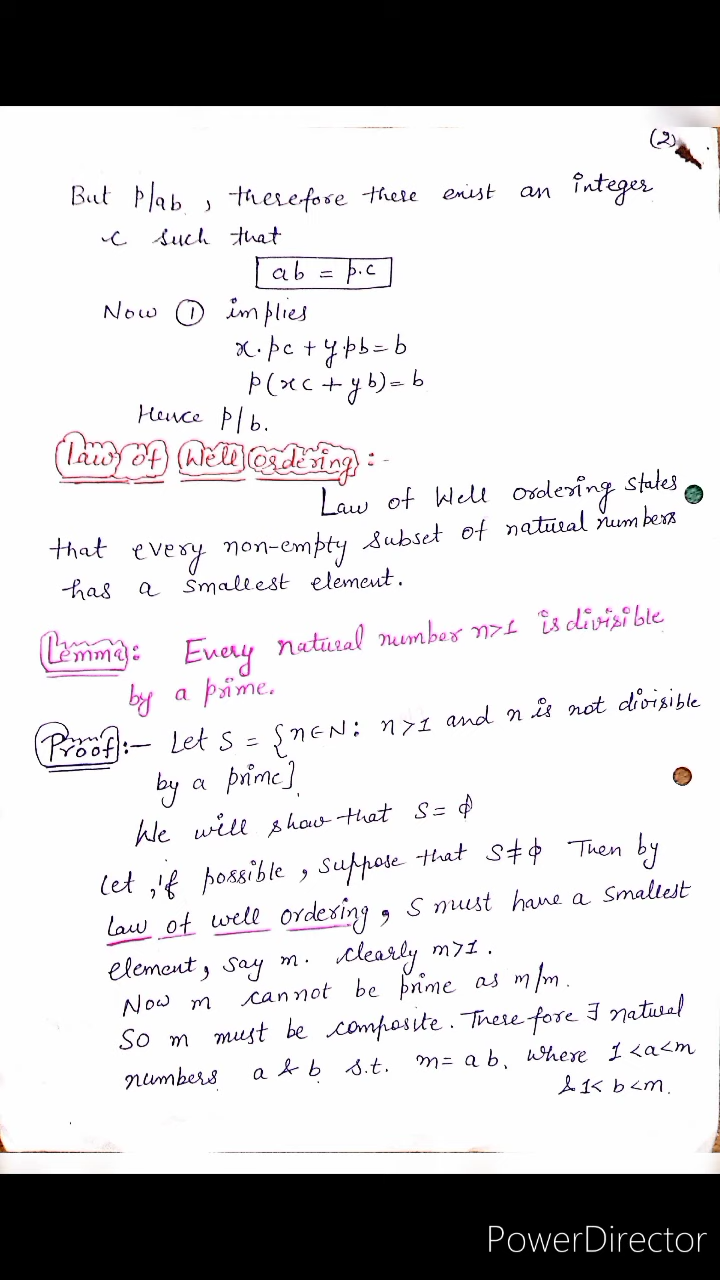 (2)
But p/ab, therefore there exist an integer
c such that
ab = p.c
Now ① implies
x.pc + y.pb = b
p(xc + yb) = b
Hence p/b.
Law of Well Ordering :-
Law of Well ordering states
that every non-empty subset of natural numbers
has a smallest element.
Lemma: Every natural number n>1 is divisible
by a prime.
Proof :- Let S = {n∈N: n>1 and n is not divisible
by a prime}
We will show that S = ϕ
Let, if possible, suppose that S≠ϕ Then by
law of well ordering, S must have a smallest
element, say m. clearly m>1.
Now m cannot be prime as m/m.
So m must be composite. Therefore ∃ natural
numbers a & b s.t. m = ab, where 1<a<m
& 1<b<m.
PowerDirector